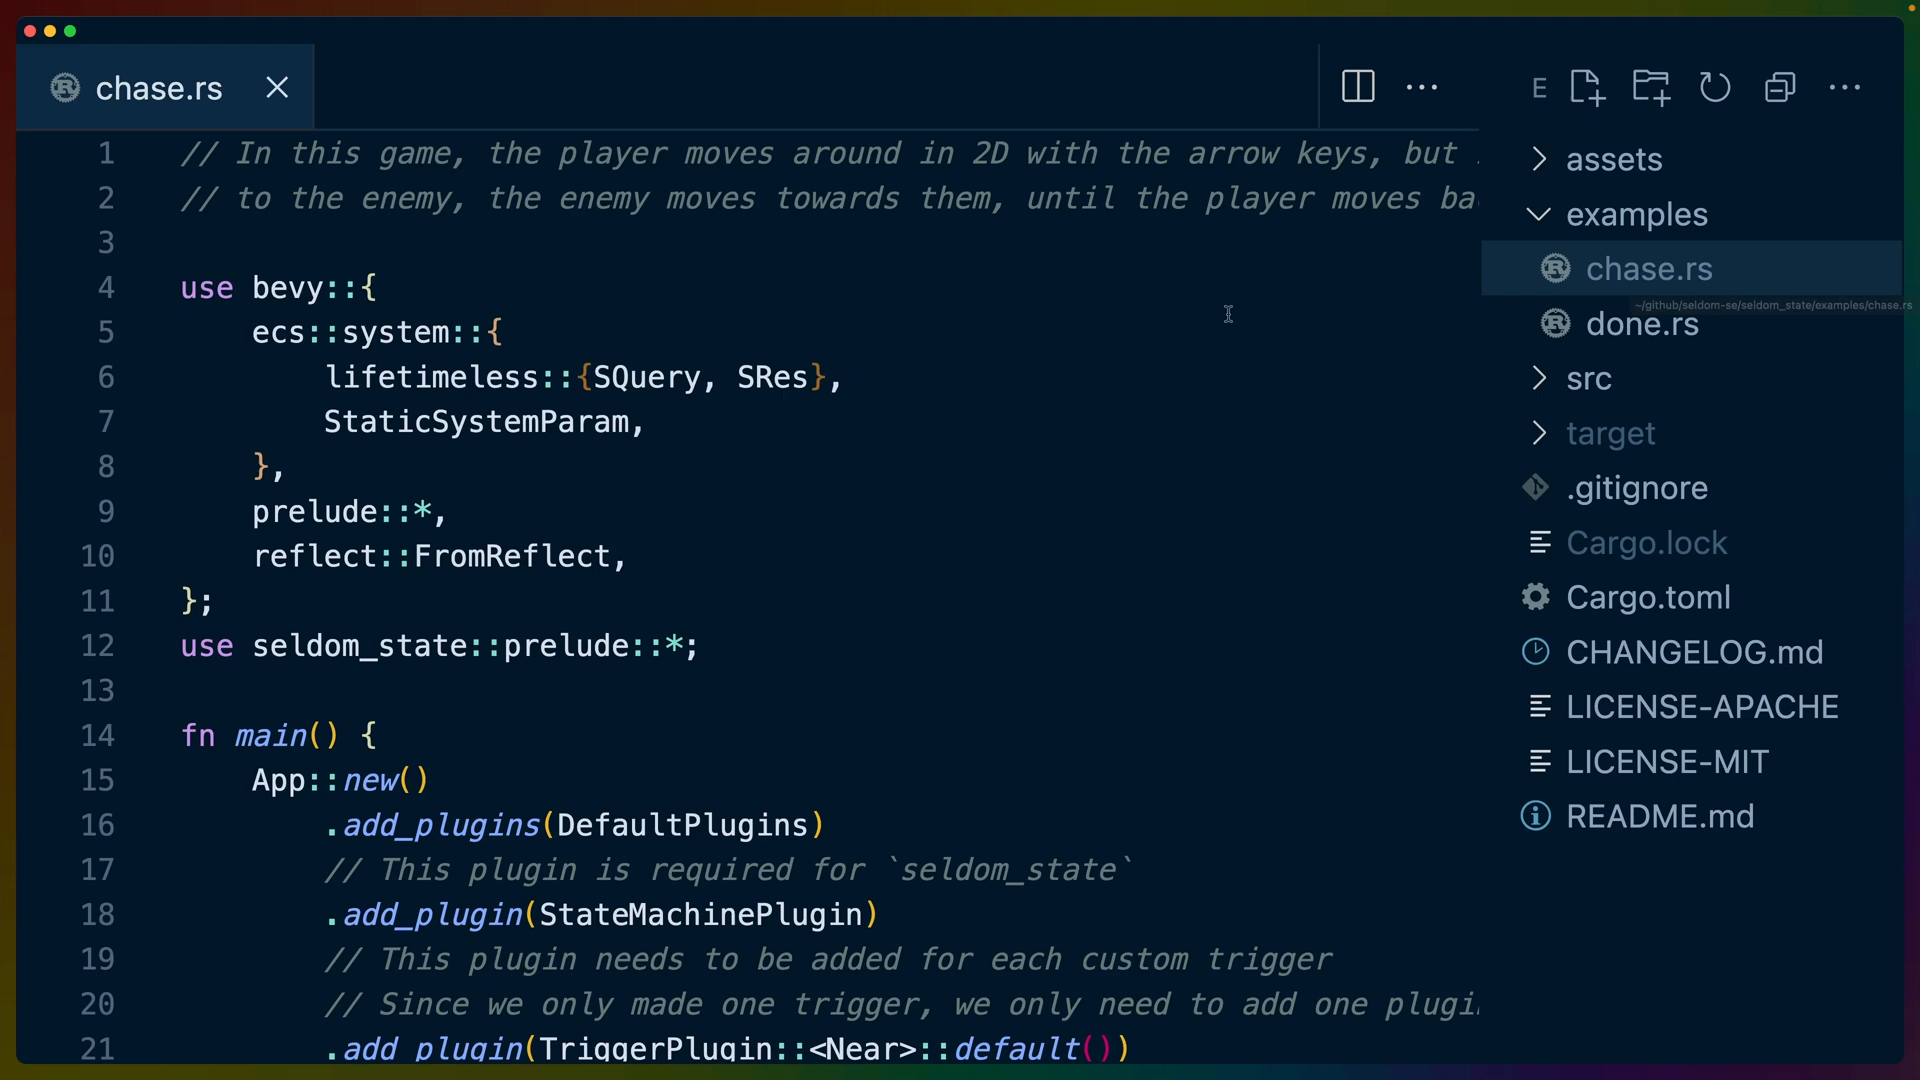 chase.rs
E
1 // In this game, the player moves around in 2D with the arrow keys, but
2 // to the enemy, the enemy moves towards them, until the player moves ba
3
4 use bevy::{
5 ecs::system::{
6 lifetimeless::{SQuery, SRes},
7 StaticSystemParam,
8 },
9 prelude::*,
10 reflect::FromReflect,
11 };
12 use seldom_state::prelude::*;
13
14 fn main() {
15 App::new()
16 .add_plugins(DefaultPlugins)
17 // This plugin is required for `seldom_state`
18 .add_plugin(StateMachinePlugin)
19 // This plugin needs to be added for each custom trigger
20 // Since we only made one trigger, we only need to add one plugi
21 .add_plugin(TriggerPlugin::<Near>::default())
assets
examples
chase.rs
~/github/seldom-se/seldom_state/examples/chase.rs
done.rs
src
target
.gitignore
Cargo.lock
Cargo.toml
CHANGELOG.md
LICENSE-APACHE
LICENSE-MIT
README.md